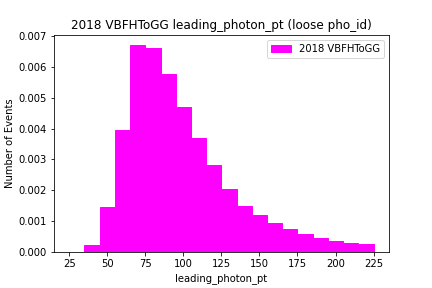 2018 VBFHToGG leading_photon_pt (loose pho_id)
2018 VBFHToGG
Number of Events
0.007
0.006
0.005
0.004
0.003
0.002
0.001
0.000
25 50 75 100 125 150 175 200 225
leading_photon_pt